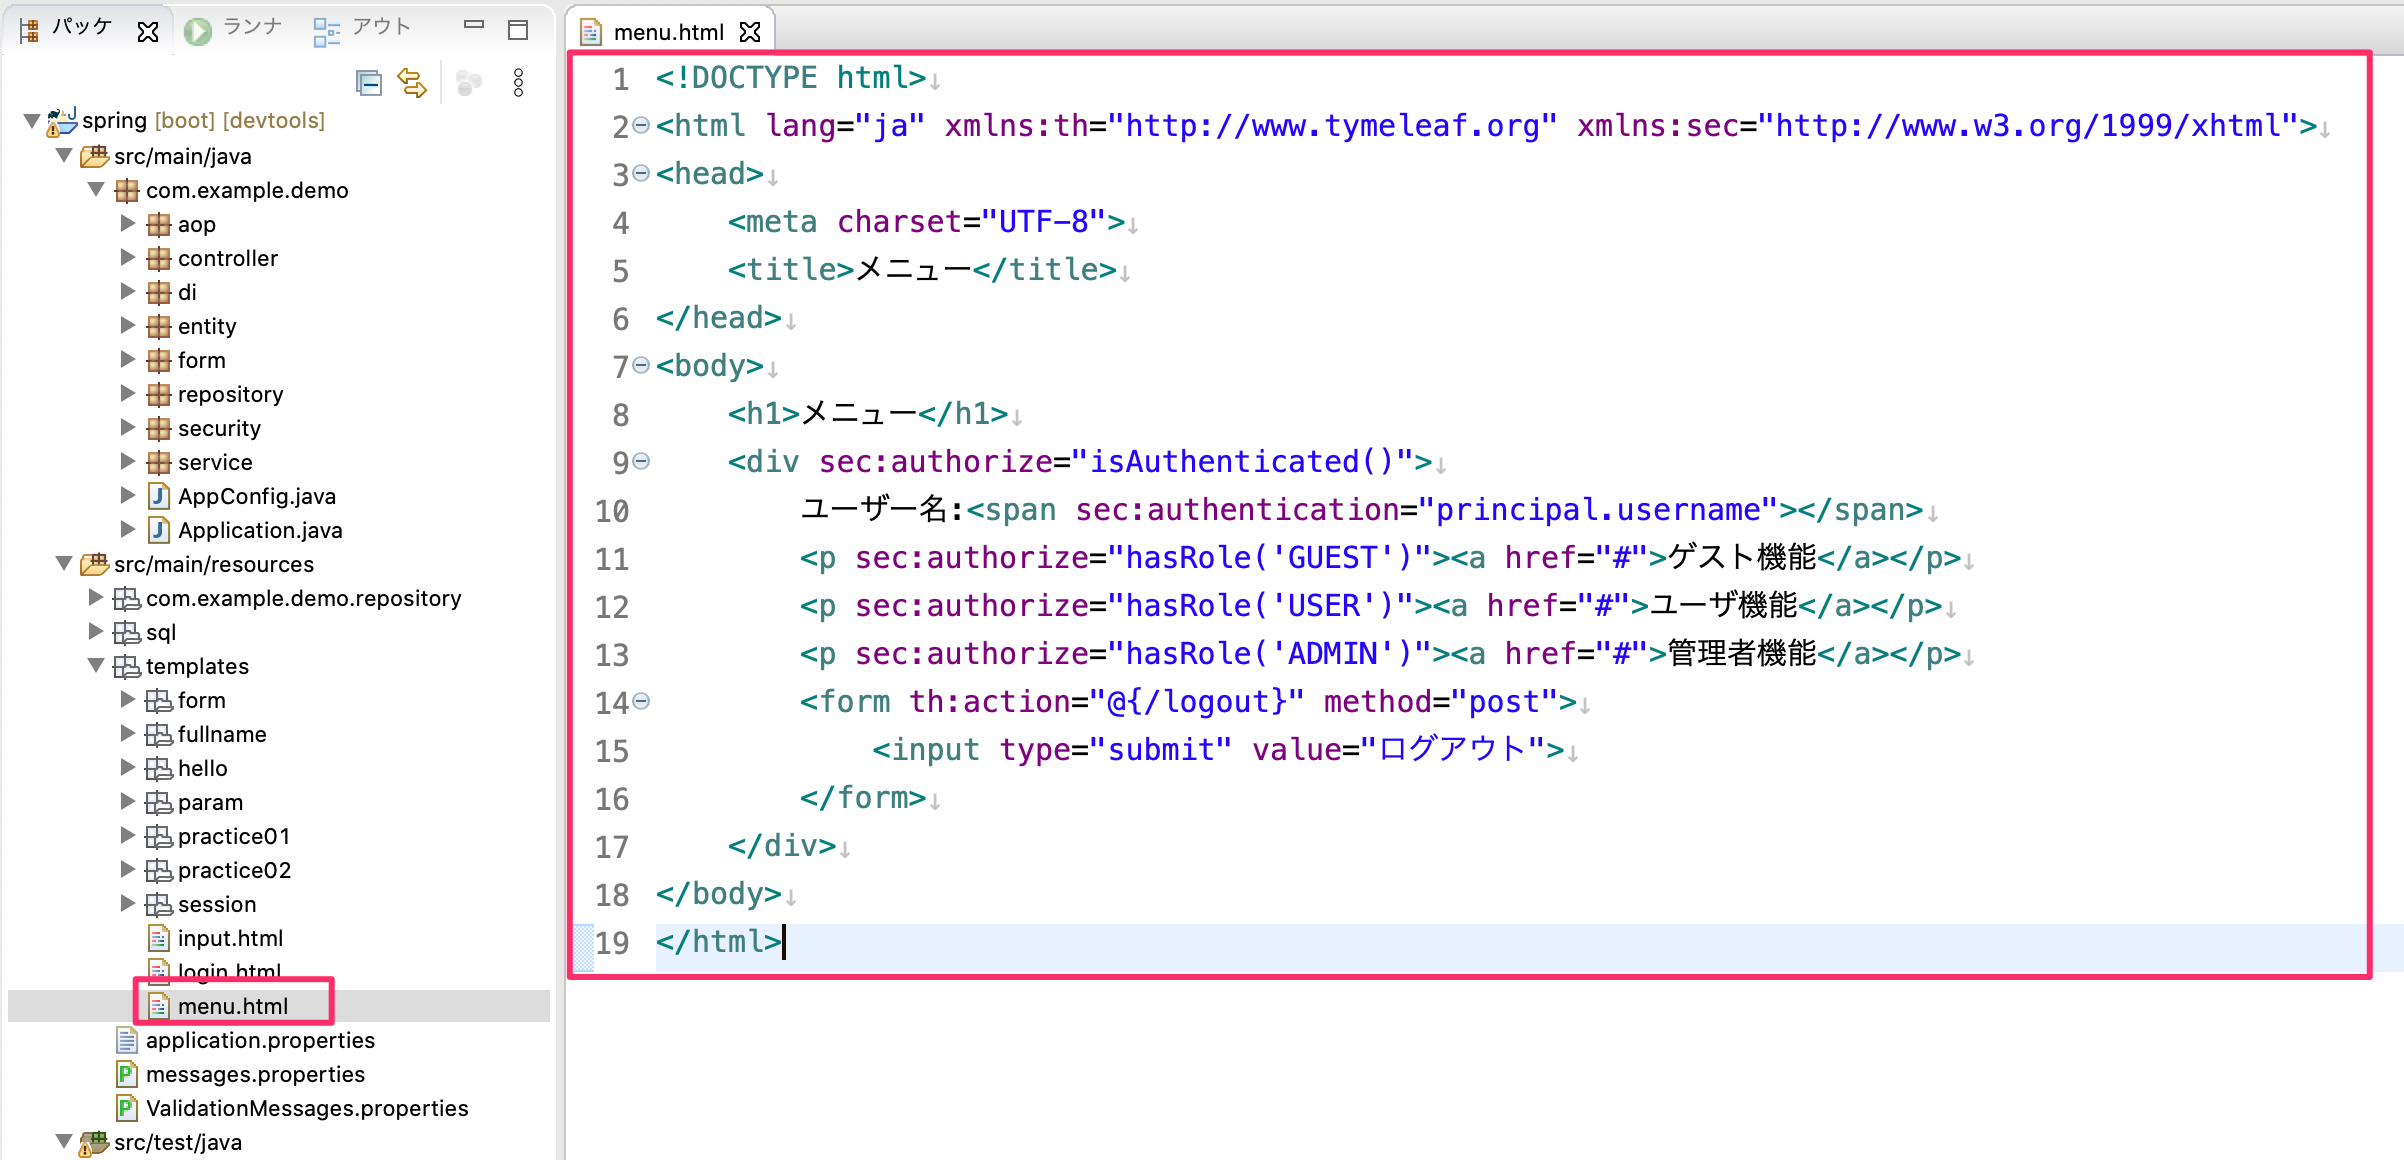 パッケ
ランナ
アウト
spring [boot] [devtools]
src/main/java
com.example.demo
aop
controller
di
entity
form
repository
security
service
AppConfig.java
Application.java
src/main/resources
com.example.demo.repository
sql
templates
form
fullname
hello
param
practice01
practice02
session
input.html
login.html
menu.html
application.properties
messages.properties
ValidationMessages.properties
src/test/java
menu.html
1 <!DOCTYPE html>↓
2 <html lang="ja" xmlns:th="http://www.tymeleaf.org" xmlns:sec="http://www.w3.org/1999/xhtml">↓
3 <head>↓
4     <meta charset="UTF-8">↓
5     <title>メニュー</title>↓
6 </head>↓
7 <body>↓
8     <h1>メニュー</h1>↓
9     <div sec:authorize="isAuthenticated()">↓
10         ユーザー名:<span sec:authentication="principal.username"></span>↓
11         <p sec:authorize="hasRole('GUEST')"><a href="#">ゲスト機能</a></p>↓
12         <p sec:authorize="hasRole('USER')"><a href="#">ユーザ機能</a></p>↓
13         <p sec:authorize="hasRole('ADMIN')"><a href="#">管理者機能</a></p>↓
14         <form th:action="@{/logout}" method="post">↓
15             <input type="submit" value="ログアウト">↓
16         </form>↓
17     </div>↓
18 </body>↓
19 </html>